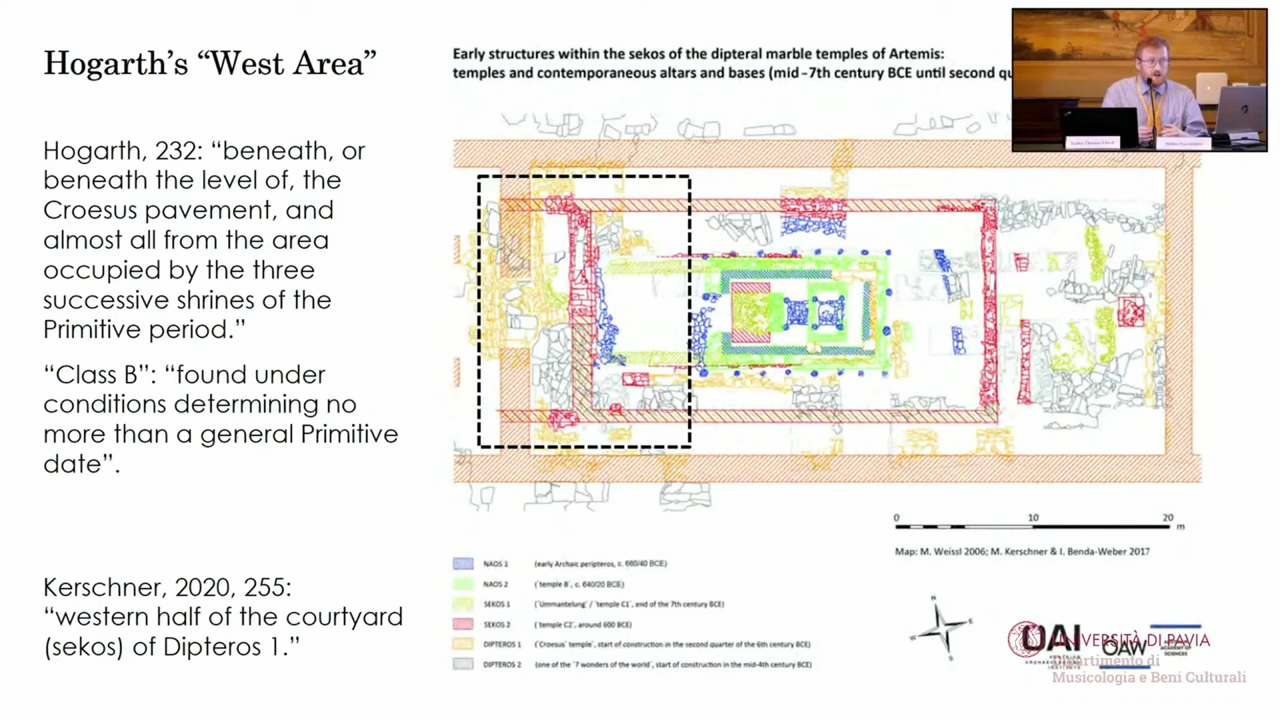 Hogarth's "West Area"
Hogarth, 232: "beneath, or
beneath the level of, the
Croesus pavement, and
almost all from the area
occupied by the three
successive shrines of the
Primitive period."
"Class B": "found under
conditions determining no
more than a general Primitive
date".
Kerschner, 2020, 255:
"western half of the courtyard
(sekos) of Dipteros 1."
Early structures within the sekos of the dipteral marble temples of Artemis:
temples and contemporaneous altars and bases (mid-7th century BCE until second qu
0 10 20
m
Map: M. Weissl 2006; M. Kerschner & I. Benda-Weber 2017
NAOS 1 (early Archaic peripteros, c. 660/40 BCE)
NAOS 2 ('temple B', c. 640/20 BCE)
SEKOS 1 ('Ummantelung' / 'temple C1', end of the 7th century BCE)
SEKOS 2 ('temple C2', around 600 BCE)
DIPTEROS 1 ('Croesus' temple', start of construction in the second quarter of the 6th century BCE)
DIPTEROS 2 (one of the '7 wonders of the world', start of construction in the mid-4th century BCE)
N
E
S
W
OAI
OAW
ACADEMY OF
SCIENCES
UNIVERSITÀ DI PAVIA
Dipartimento di
Musicologia e Beni Culturali